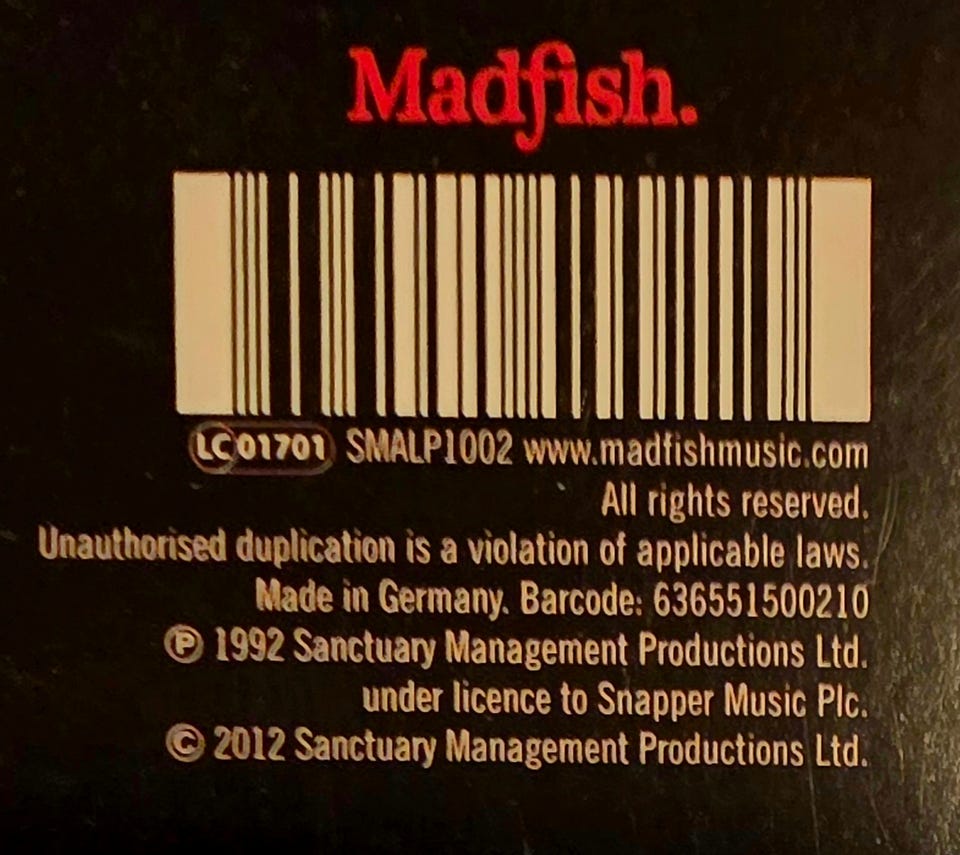 Madfish.
LC 01701 SMALP1002 www.madfishmusic.com
All rights reserved.
Unauthorised duplication is a violation of applicable laws.
Made in Germany. Barcode: 636551500210
℗ 1992 Sanctuary Management Productions Ltd.
under licence to Snapper Music Plc.
© 2012 Sanctuary Management Productions Ltd.